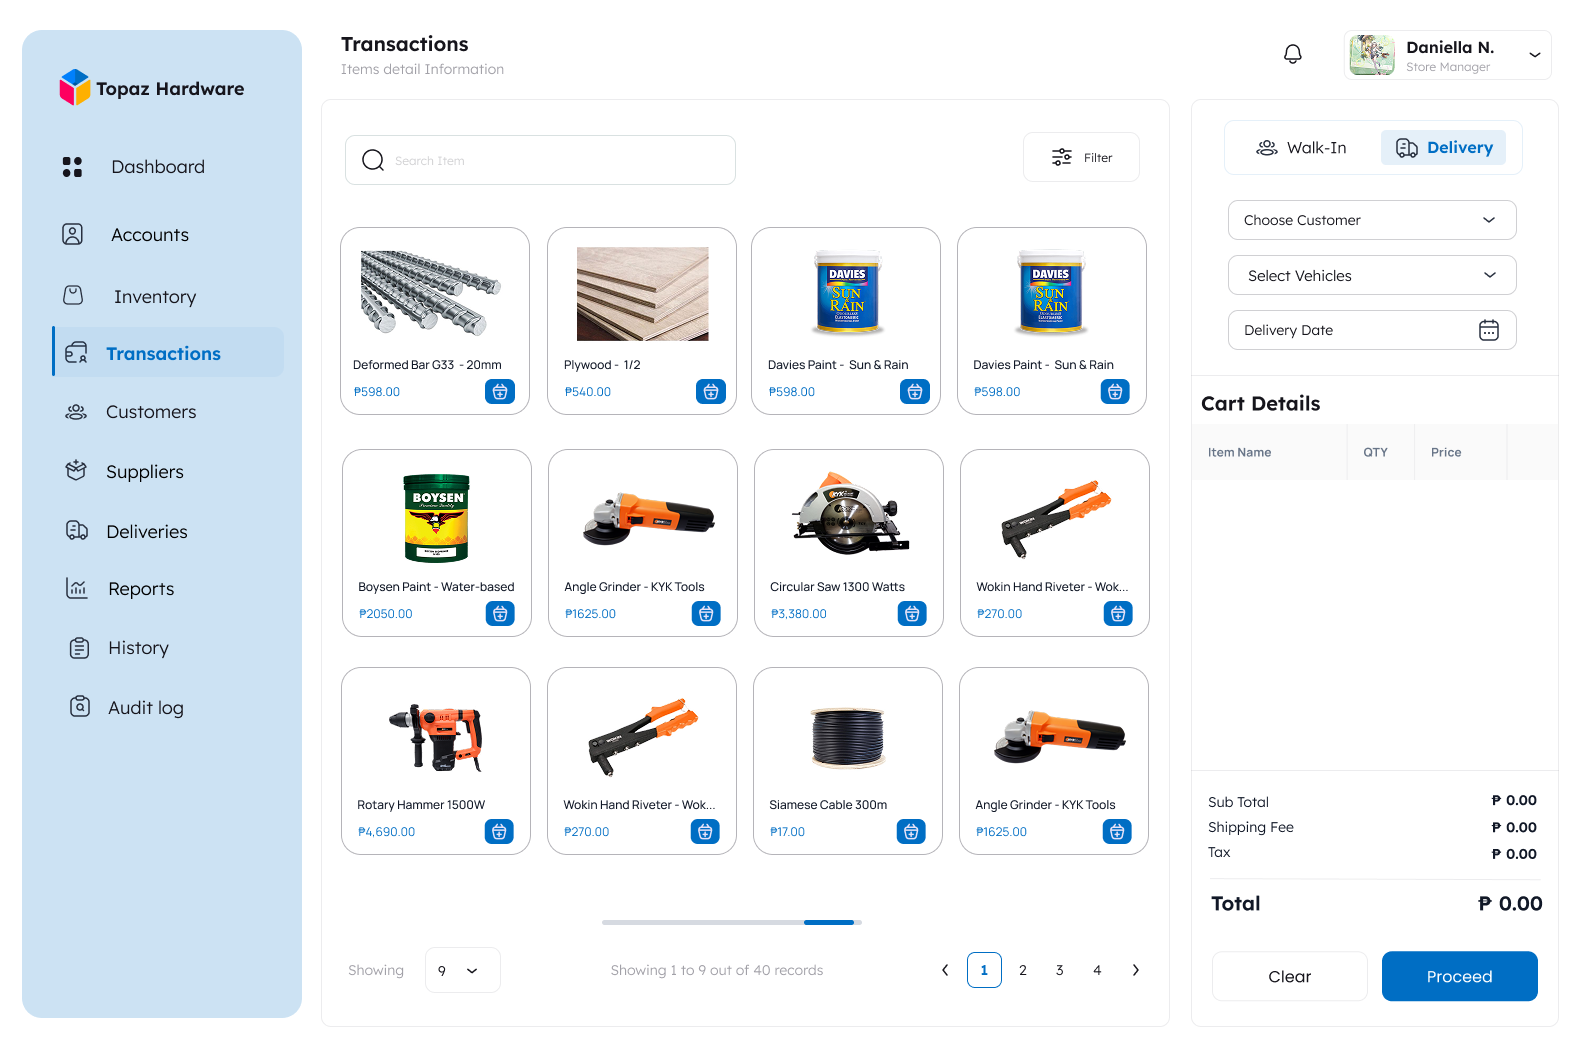 Topaz Hardware
Dashboard
Accounts
Inventory
Transactions
Customers
Suppliers
Deliveries
Reports
History
Audit log
Transactions
Items detail Information
Daniella N.
Store Manager
Search Item
Filter
Deformed Bar G33 - 20mm
₱598.00
DAVIES
SUN & RAIN
Plywood - 1/2
₱540.00
Davies Paint - Sun & Rain
₱598.00
DAVIES
SUN & RAIN
Davies Paint - Sun & Rain
₱598.00
BOYSEN
Boysen Paint - Water-based
₱2050.00
Angle Grinder - KYK Tools
₱1625.00
KYK
Circular Saw 1300 Watts
₱3,380.00
Wokin Hand Riveter - Wok...
₱270.00
Rotary Hammer 1500W
₱4,690.00
Wokin Hand Riveter - Wok...
₱270.00
Siamese Cable 300m
₱17.00
Angle Grinder - KYK Tools
₱1625.00
Showing
9
Showing 1 to 9 out of 40 records
1 2 3 4
Walk-In
Delivery
Choose Customer
Select Vehicles
Delivery Date
Cart Details
Item Name QTY Price
Sub Total ₱ 0.00
Shipping Fee ₱ 0.00
Tax ₱ 0.00
Total ₱ 0.00
Clear
Proceed